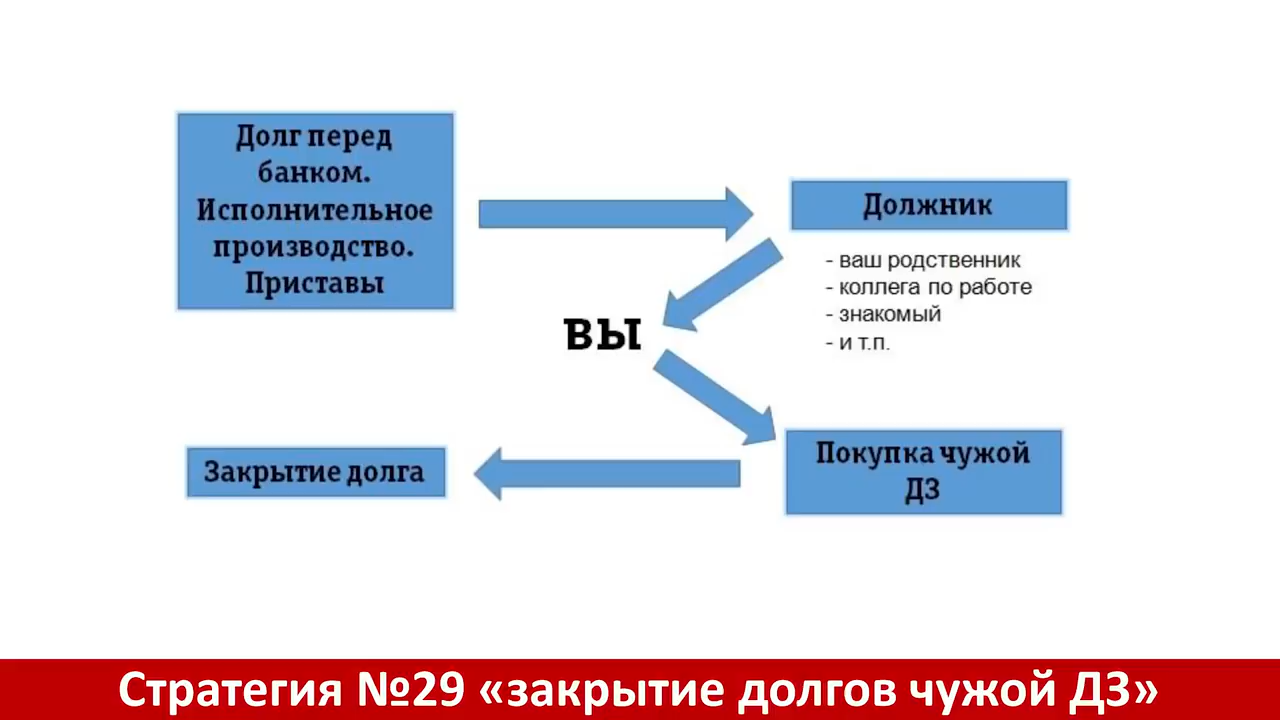 Долг перед
банком.
Исполнительное
производство.
Приставы
Должник
- ваш родственник
- коллега по работе
- знакомый
- и т.п.
ВЫ
Покупка чужой
ДЗ
Закрытие долга
Стратегия №29 «закрытие долгов чужой ДЗ»